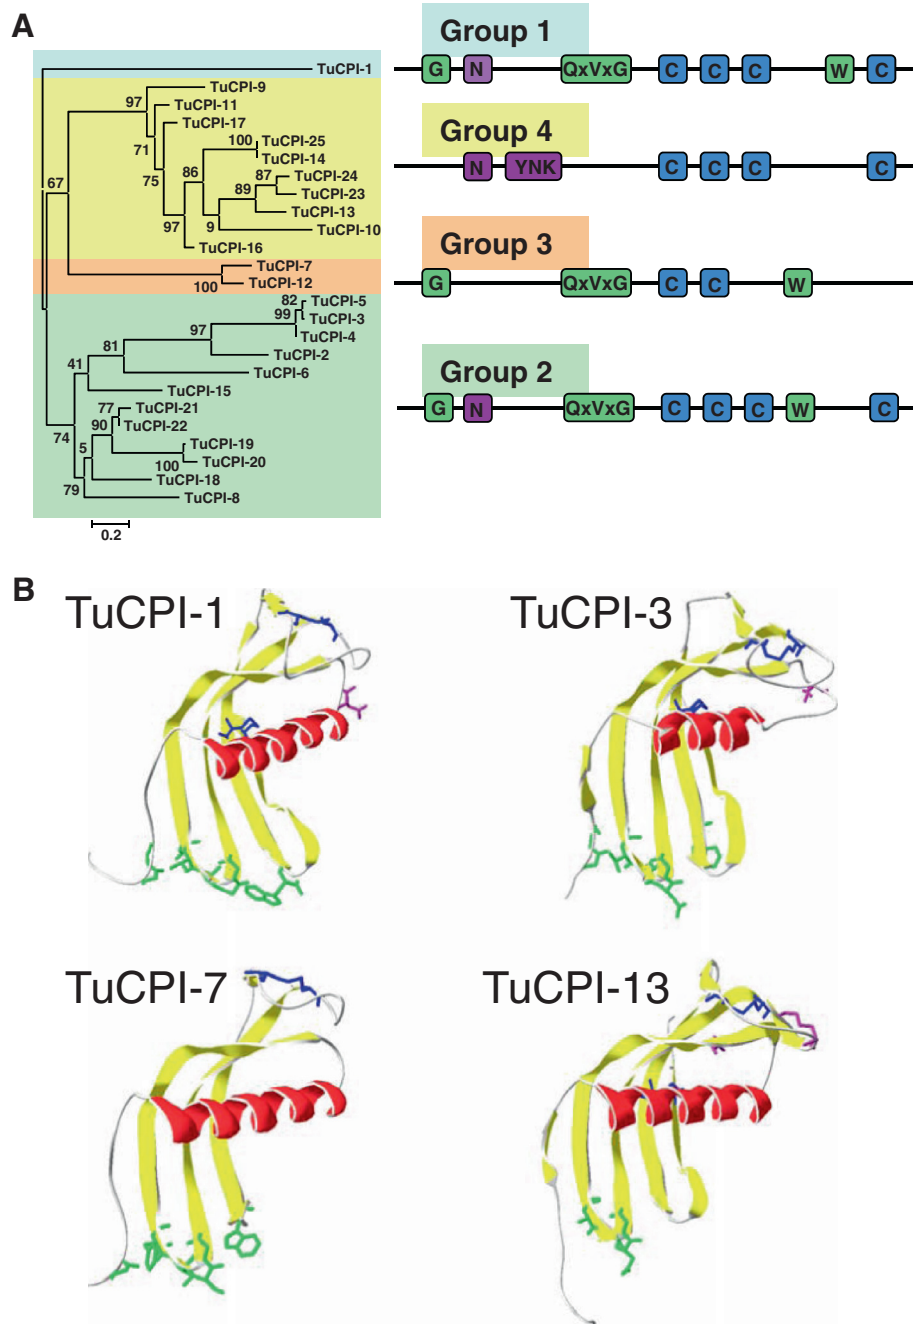 A
Group 1
TuCPI-1
G N QxVxG C C C W C
TuCPI-9
97
TuCPI-11
TuCPI-17
71
Group 4
TuCPI-25
100
TuCPI-14
N YNK C C C C
86
75
87
TuCPI-24
89
TuCPI-23
67
TuCPI-13
97
9
TuCPI-10
TuCPI-16
Group 3
TuCPI-7
100
TuCPI-12
G QxVxG C C W
82
TuCPI-5
99
TuCPI-3
97
TuCPI-4
81
TuCPI-2
41
TuCPI-6
Group 2
TuCPI-15
77
TuCPI-21
90
TuCPI-22
G N QxVxG C C C W C
74
5
TuCPI-19
100
TuCPI-20
TuCPI-18
79
TuCPI-8
0.2
B
TuCPI-1
TuCPI-3
TuCPI-7
TuCPI-13